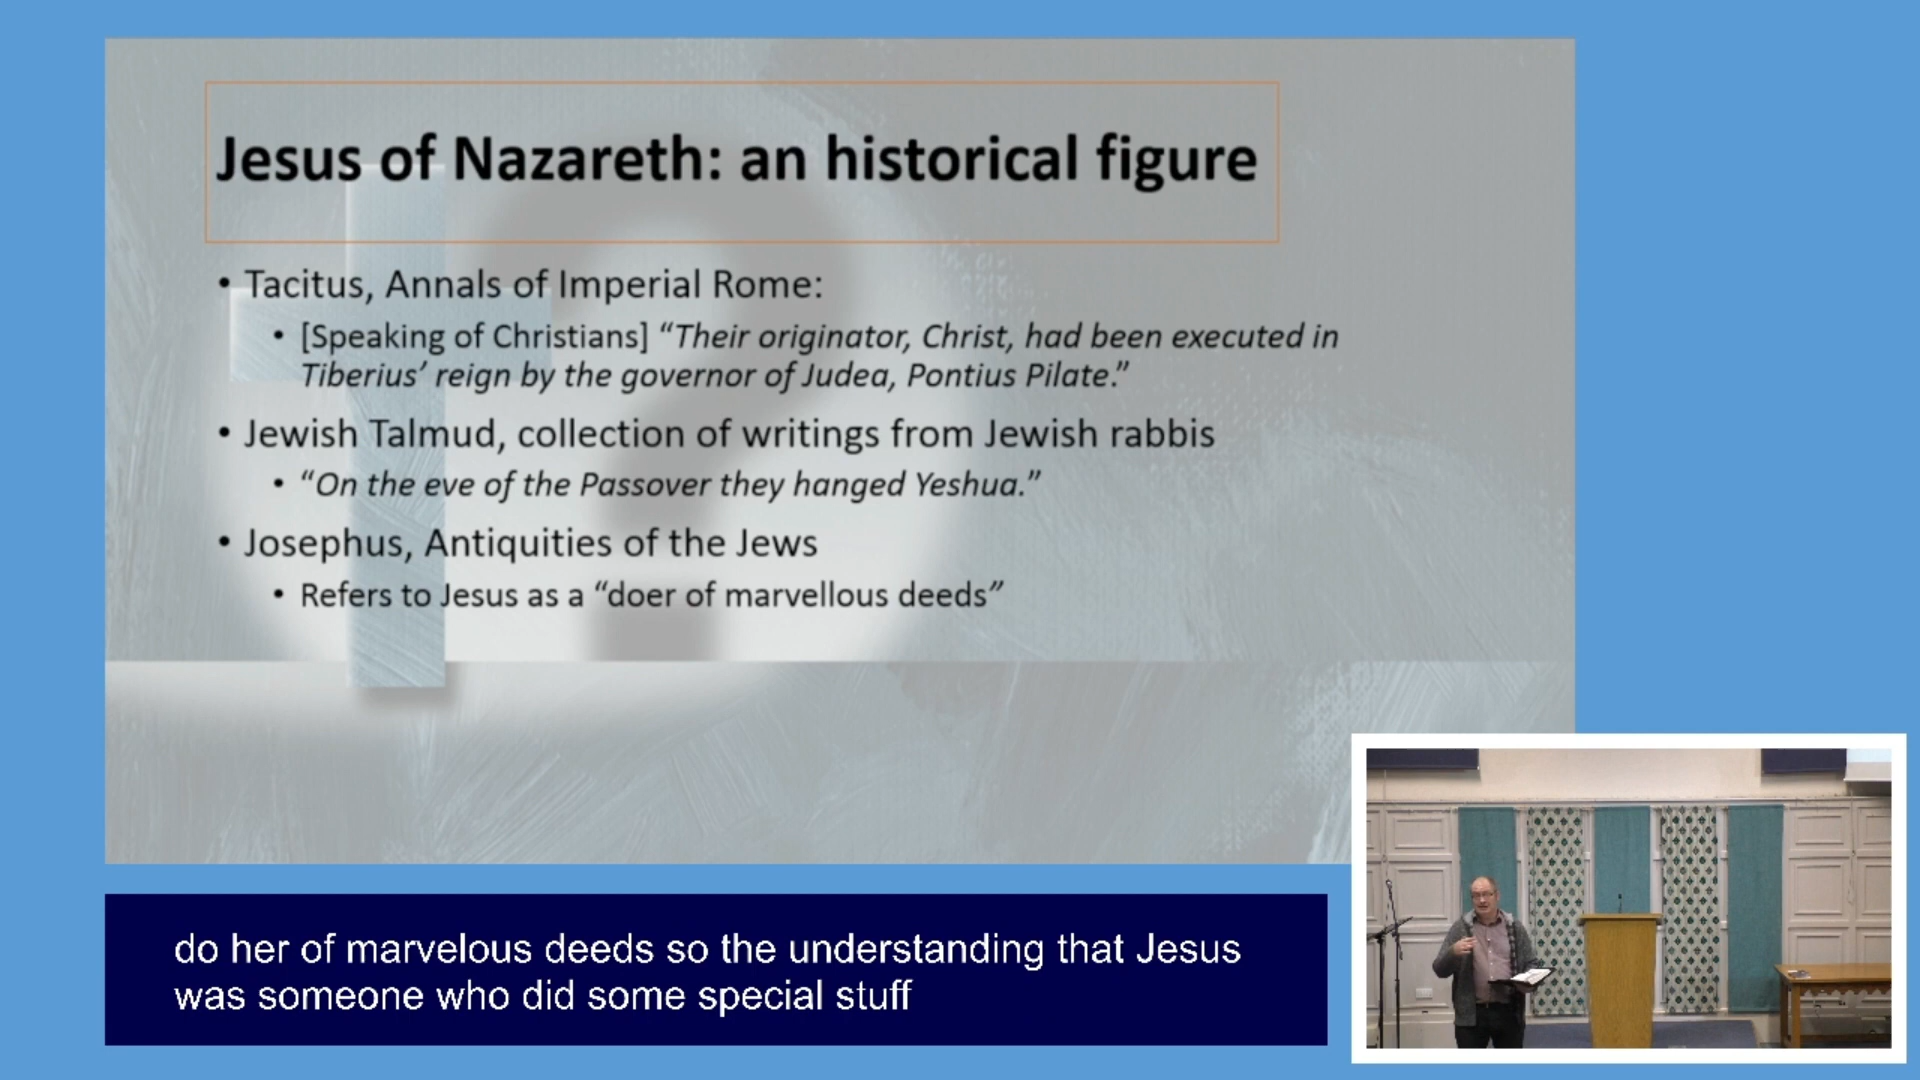 Jesus of Nazareth: an historical figure
• Tacitus, Annals of Imperial Rome:
• [Speaking of Christians] “Their originator, Christ, had been executed in
Tiberius’ reign by the governor of Judea, Pontius Pilate.”
• Jewish Talmud, collection of writings from Jewish rabbis
• “On the eve of the Passover they hanged Yeshua.”
• Josephus, Antiquities of the Jews
• Refers to Jesus as a “doer of marvellous deeds”
do her of marvelous deeds so the understanding that Jesus
was someone who did some special stuff